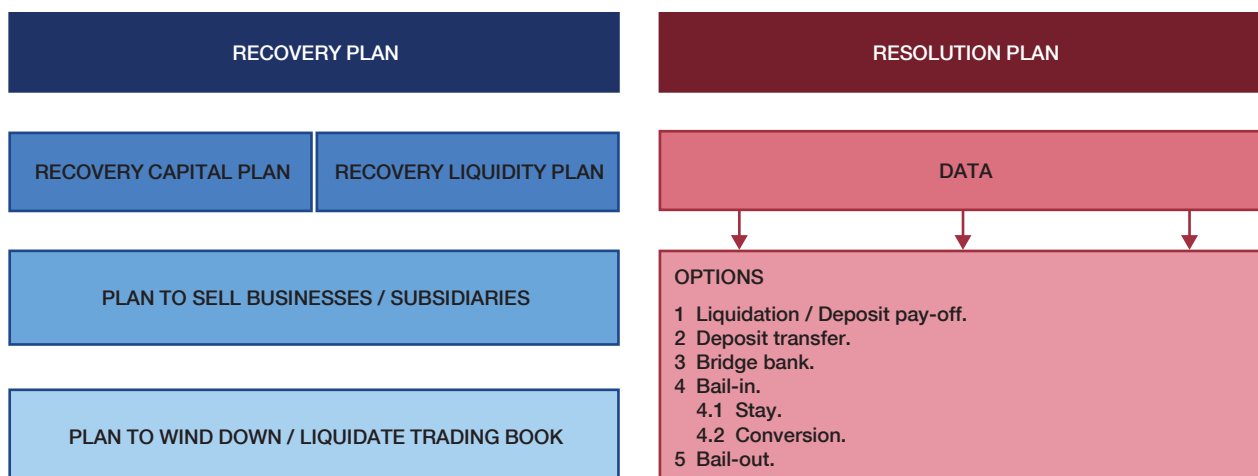 RECOVERY PLAN
RECOVERY CAPITAL PLAN
RECOVERY LIQUIDITY PLAN
PLAN TO SELL BUSINESSES / SUBSIDIARIES
PLAN TO WIND DOWN / LIQUIDATE TRADING BOOK
RESOLUTION PLAN
DATA
OPTIONS
1 Liquidation / Deposit pay-off.
2 Deposit transfer.
3 Bridge bank.
4 Bail-in.
4.1 Stay.
4.2 Conversion.
5 Bail-out.